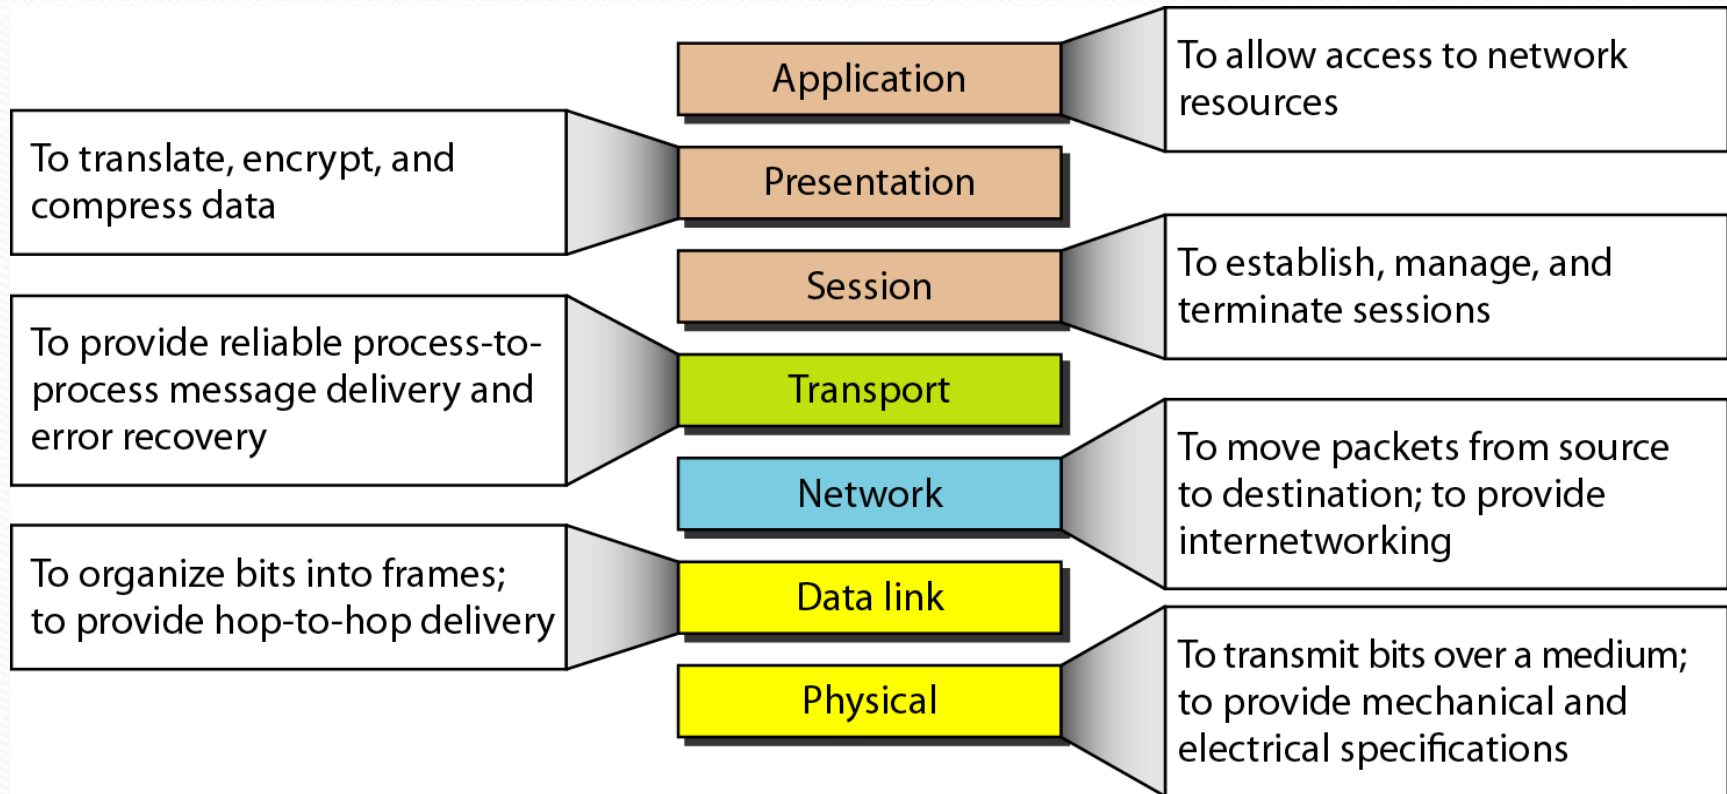 Application
To allow access to network
resources
To translate, encrypt, and
compress data
Presentation
Session
To establish, manage, and
terminate sessions
To provide reliable process-to-
process message delivery and
error recovery
Transport
Network
To move packets from source
to destination; to provide
internetworking
To organize bits into frames;
to provide hop-to-hop delivery
Data link
Physical
To transmit bits over a medium;
to provide mechanical and
electrical specifications